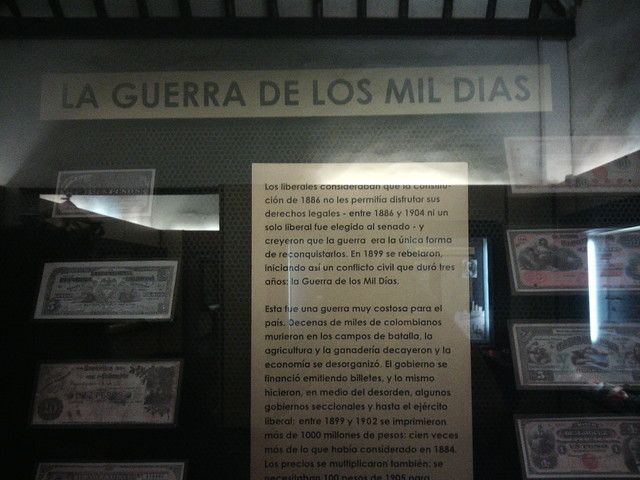 LA GUERRA DE LOS MIL DIAS
Los liberales consideraban que la constitu-
ción de 1886 no les permitía disfrutar sus
derechos legales - entre 1886 y 1904 ni un
solo liberal fue elegido al senado - y
creyeron que la guerra era la única forma
de reconquistarlos. En 1899 se rebelaron,
iniciando así un conflicto civil que duró tres
años: la Guerra de los Mil Días.
Esta fue una guerra muy costosa para el
país. Decenas de miles de colombianos
murieron en los campos de batalla, la
agricultura y la ganadería decayeron y la
economía se desorganizó. El gobierno se
financió emitiendo billetes, y lo mismo
hicieron, en medio del desorden, algunos
gobiernos seccionales y hasta el ejército
liberal: entre 1899 y 1902 se imprimieron
más de 1000 millones de pesos: cien veces
más de lo que había considerado en 1884.
Los precios se multiplicaron también: se
necesitaban 100 pesos de 1905 para